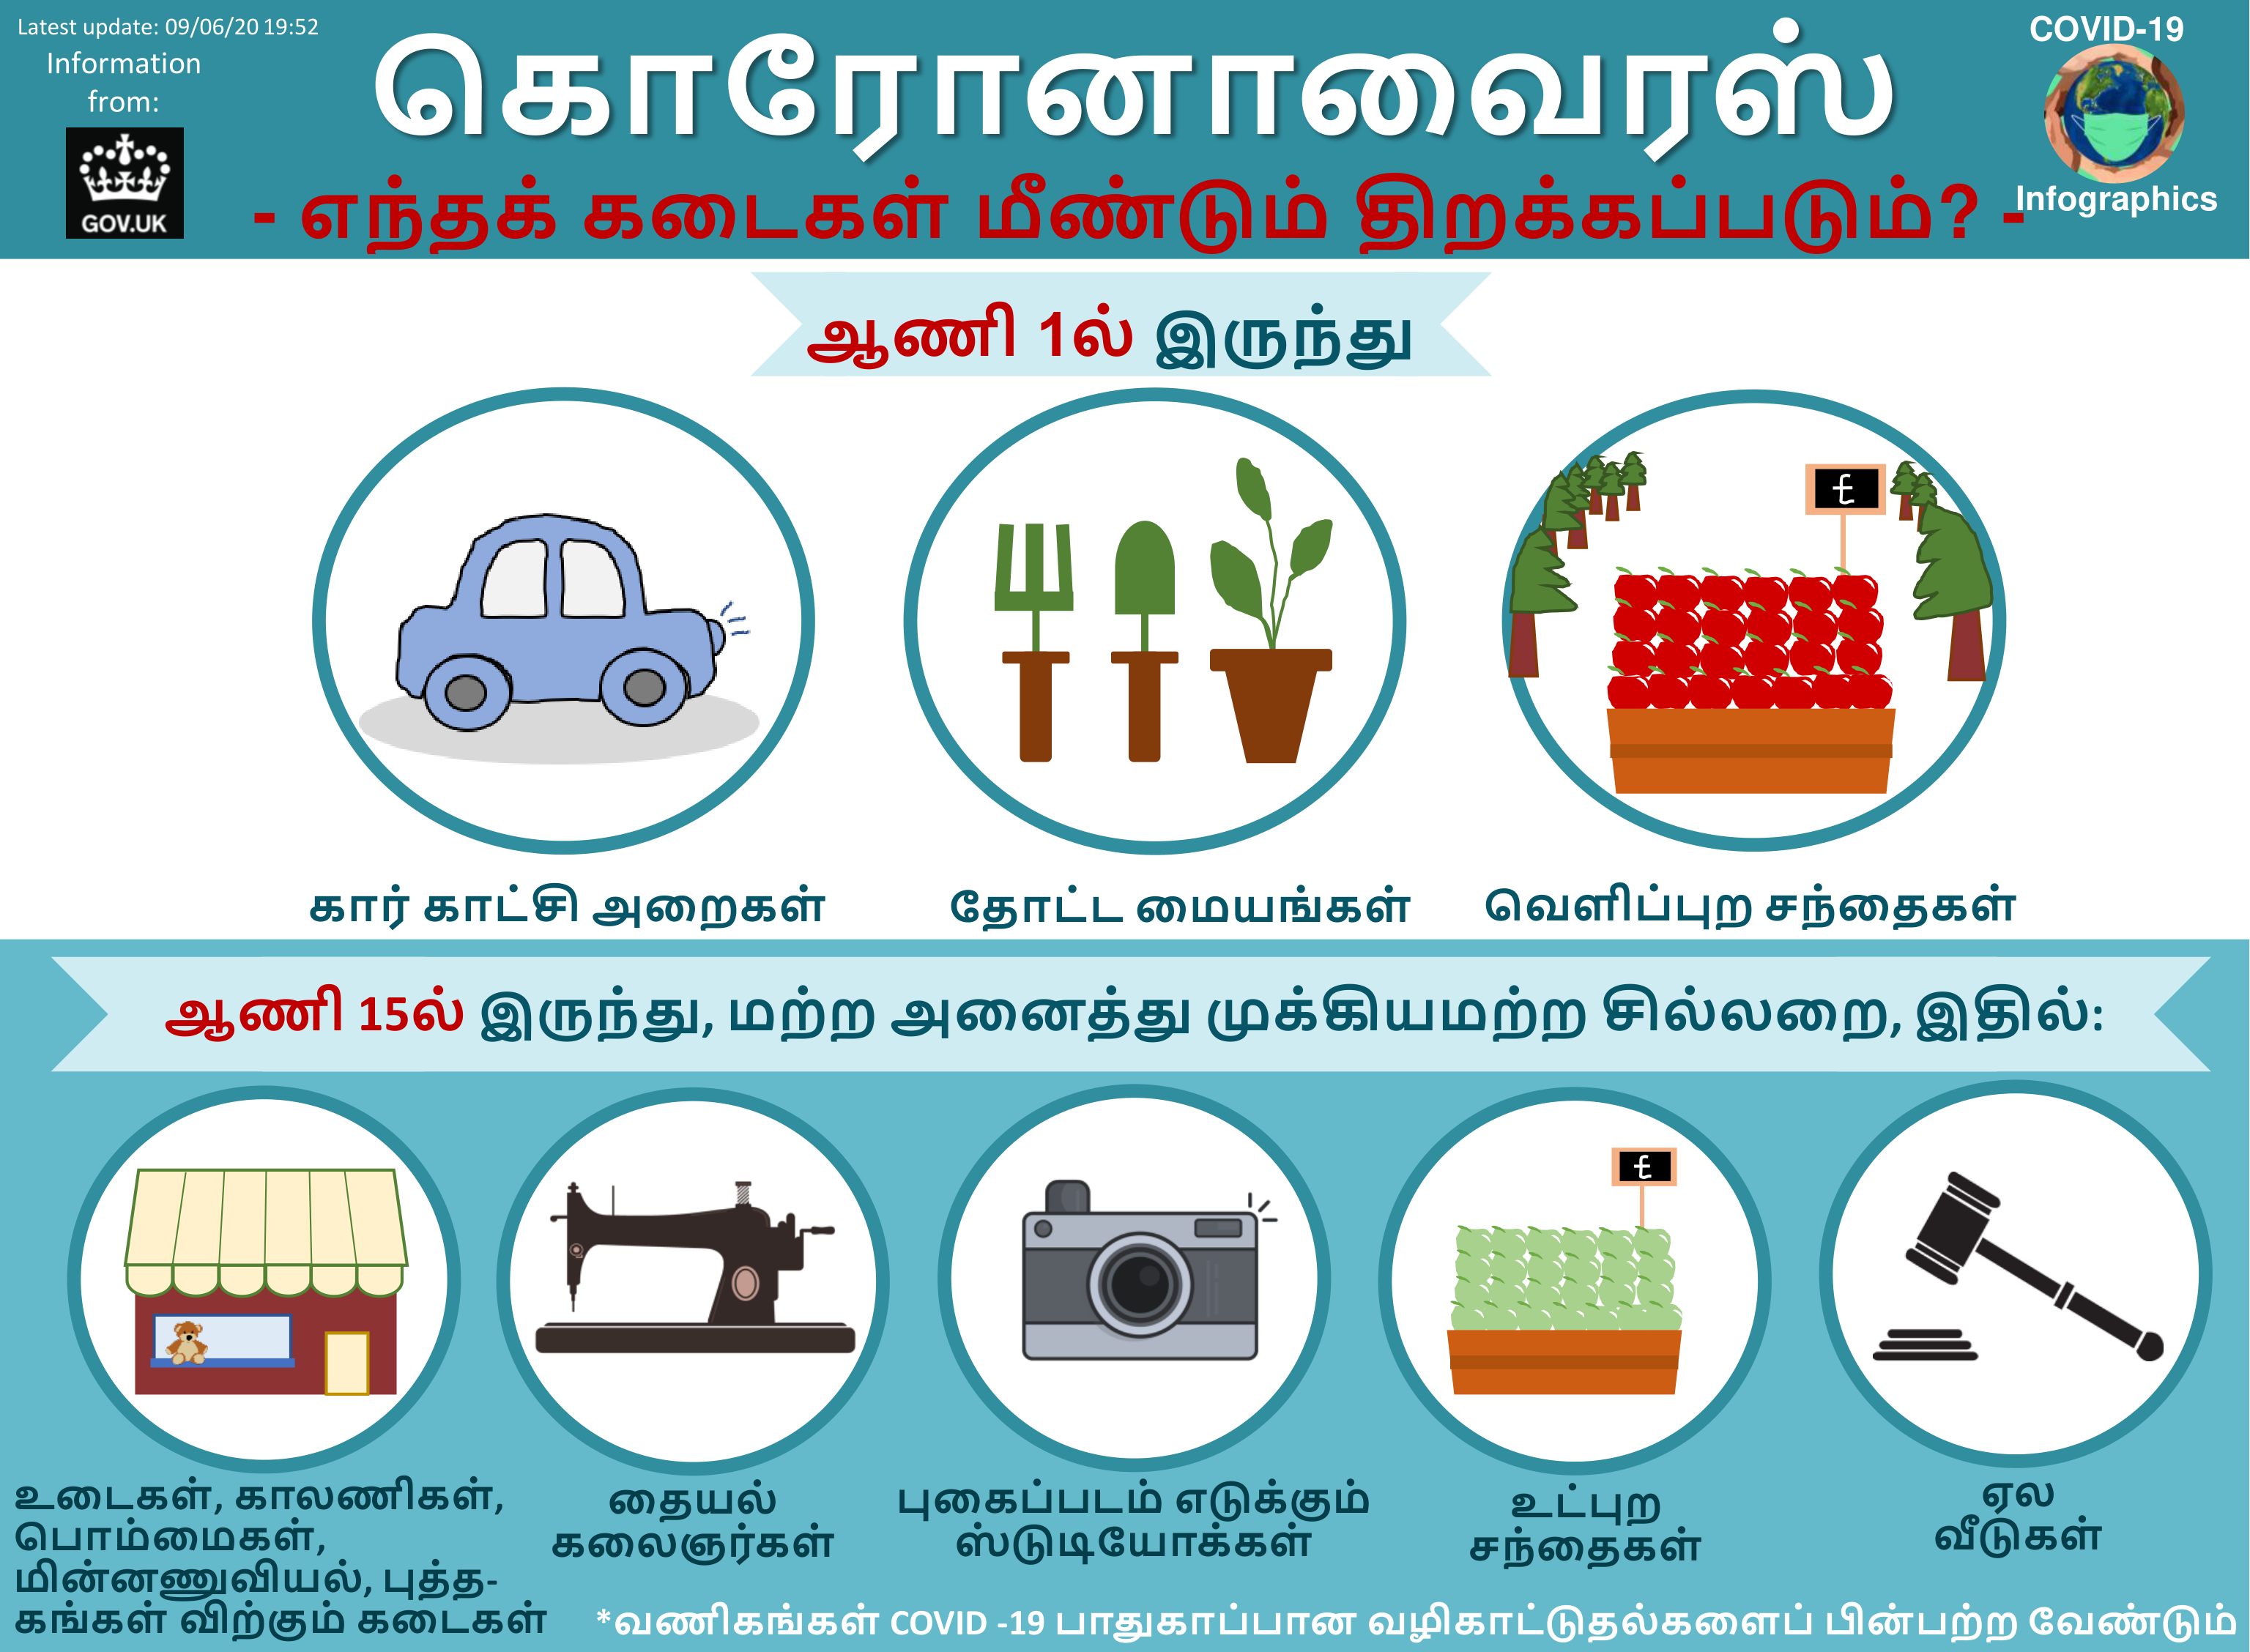 Latest update: 09/06/20 19:52
Information
from:
GOV.UK
கொரோனாவைரஸ்
- எந்தக் கடைகள் மீண்டும் திறக்கப்படும்? -
COVID-19
Infographics
ஆணி 1ல் இருந்து
£
கார் காட்சி அறைகள்
தோட்ட மையங்கள்
வெளிப்புற சந்தைகள்
ஆணி 15ல் இருந்து, மற்ற அனைத்து முக்கியமற்ற சில்லறை, இதில்:
£
உடைகள், காலணிகள்,
பொம்மைகள்,
மின்னணுவியல், புத்த-
கங்கள் விற்கும் கடைகள்
தையல்
கலைஞர்கள்
புகைப்படம் எடுக்கும்
ஸ்டுடியோக்கள்
உட்புற
சந்தைகள்
ஏல
வீடுகள்
*வணிகங்கள் COVID -19 பாதுகாப்பான வழிகாட்டுதல்களைப் பின்பற்ற வேண்டும்